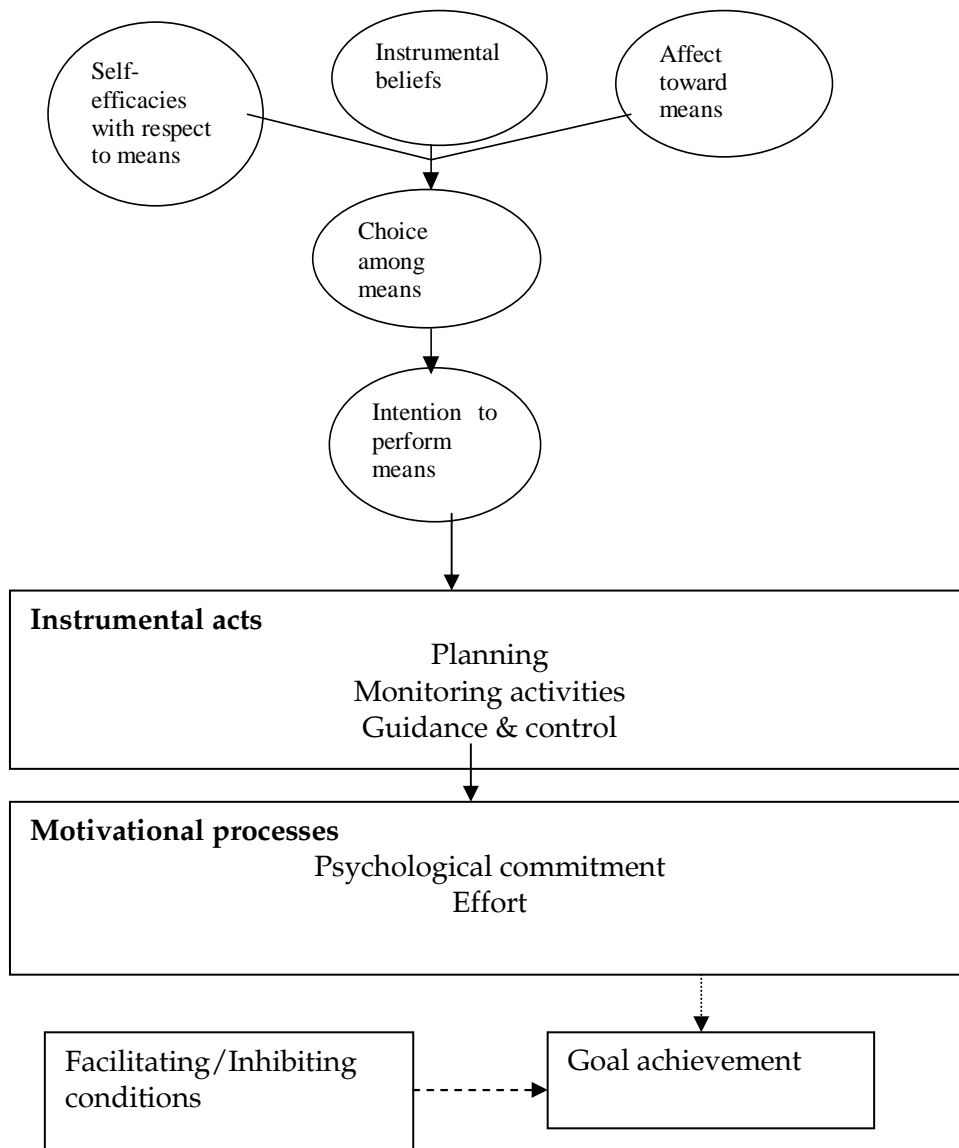 Self-
efficacies
with respect
to means
Instrumental
beliefs
Affect
toward
means
Choice
among
means
Intention to
perform
means
Instrumental acts
Planning
Monitoring activities
Guidance & control
Motivational processes
Psychological commitment
Effort
Facilitating/Inhibiting
conditions
Goal achievement